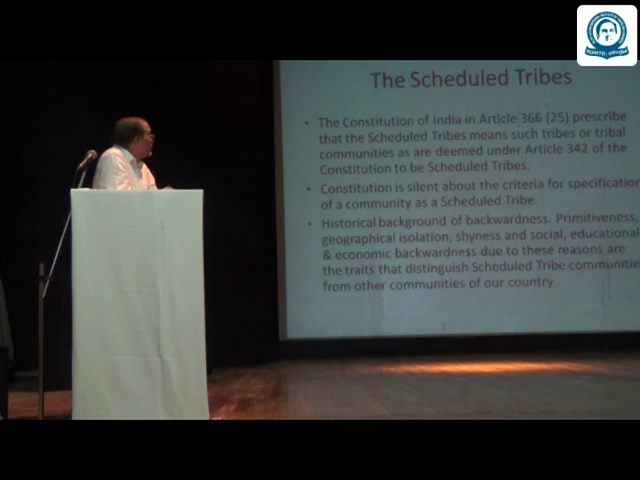 The Scheduled Tribes
• The Constitution of India in Article 366 (25) prescribe
that the Scheduled Tribes means such tribes or tribal
communities as are deemed under Article 342 of the
Constitution to be Scheduled Tribes.
• Constitution is silent about the criteria for specification
of a community as a Scheduled Tribe.
• Historical background of backwardness. Primitiveness,
geographical isolation, shyness and social, educational
& economic backwardness due to these reasons are
the traits that distinguish Scheduled Tribe communitie
from other communities of our country